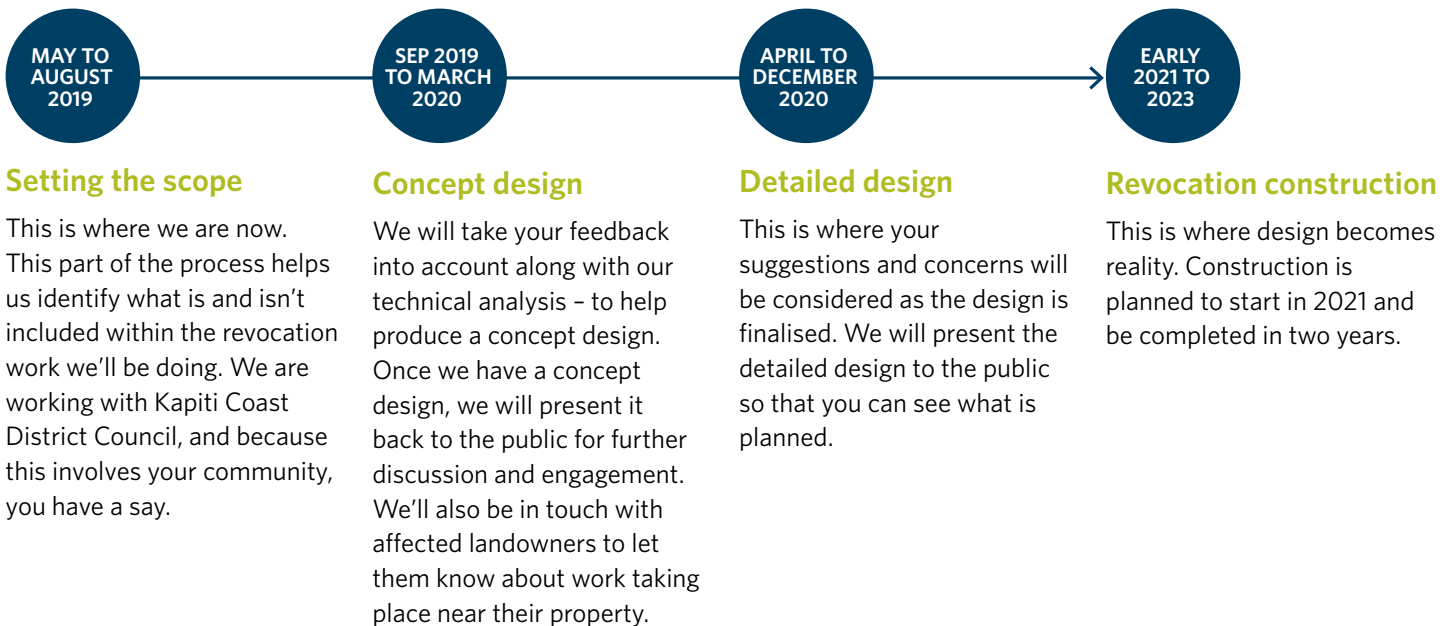 MAY TO
AUGUST
2019
SEP 2019
TO MARCH
2020
APRIL TO
DECEMBER
2020
EARLY
2021 TO
2023
Setting the scope
This is where we are now.
This part of the process helps
us identify what is and isn't
included within the revocation
work we'll be doing. We are
working with Kapiti Coast
District Council, and because
this involves your community,
you have a say.
Concept design
We will take your feedback
into account along with our
technical analysis – to help
produce a concept design.
Once we have a concept
design, we will present it
back to the public for further
discussion and engagement.
We'll also be in touch with
affected landowners to let
them know about work taking
place near their property.
Detailed design
This is where your
suggestions and concerns will
be considered as the design is
finalised. We will present the
detailed design to the public
so that you can see what is
planned.
Revocation construction
This is where design becomes
reality. Construction is
planned to start in 2021 and
be completed in two years.